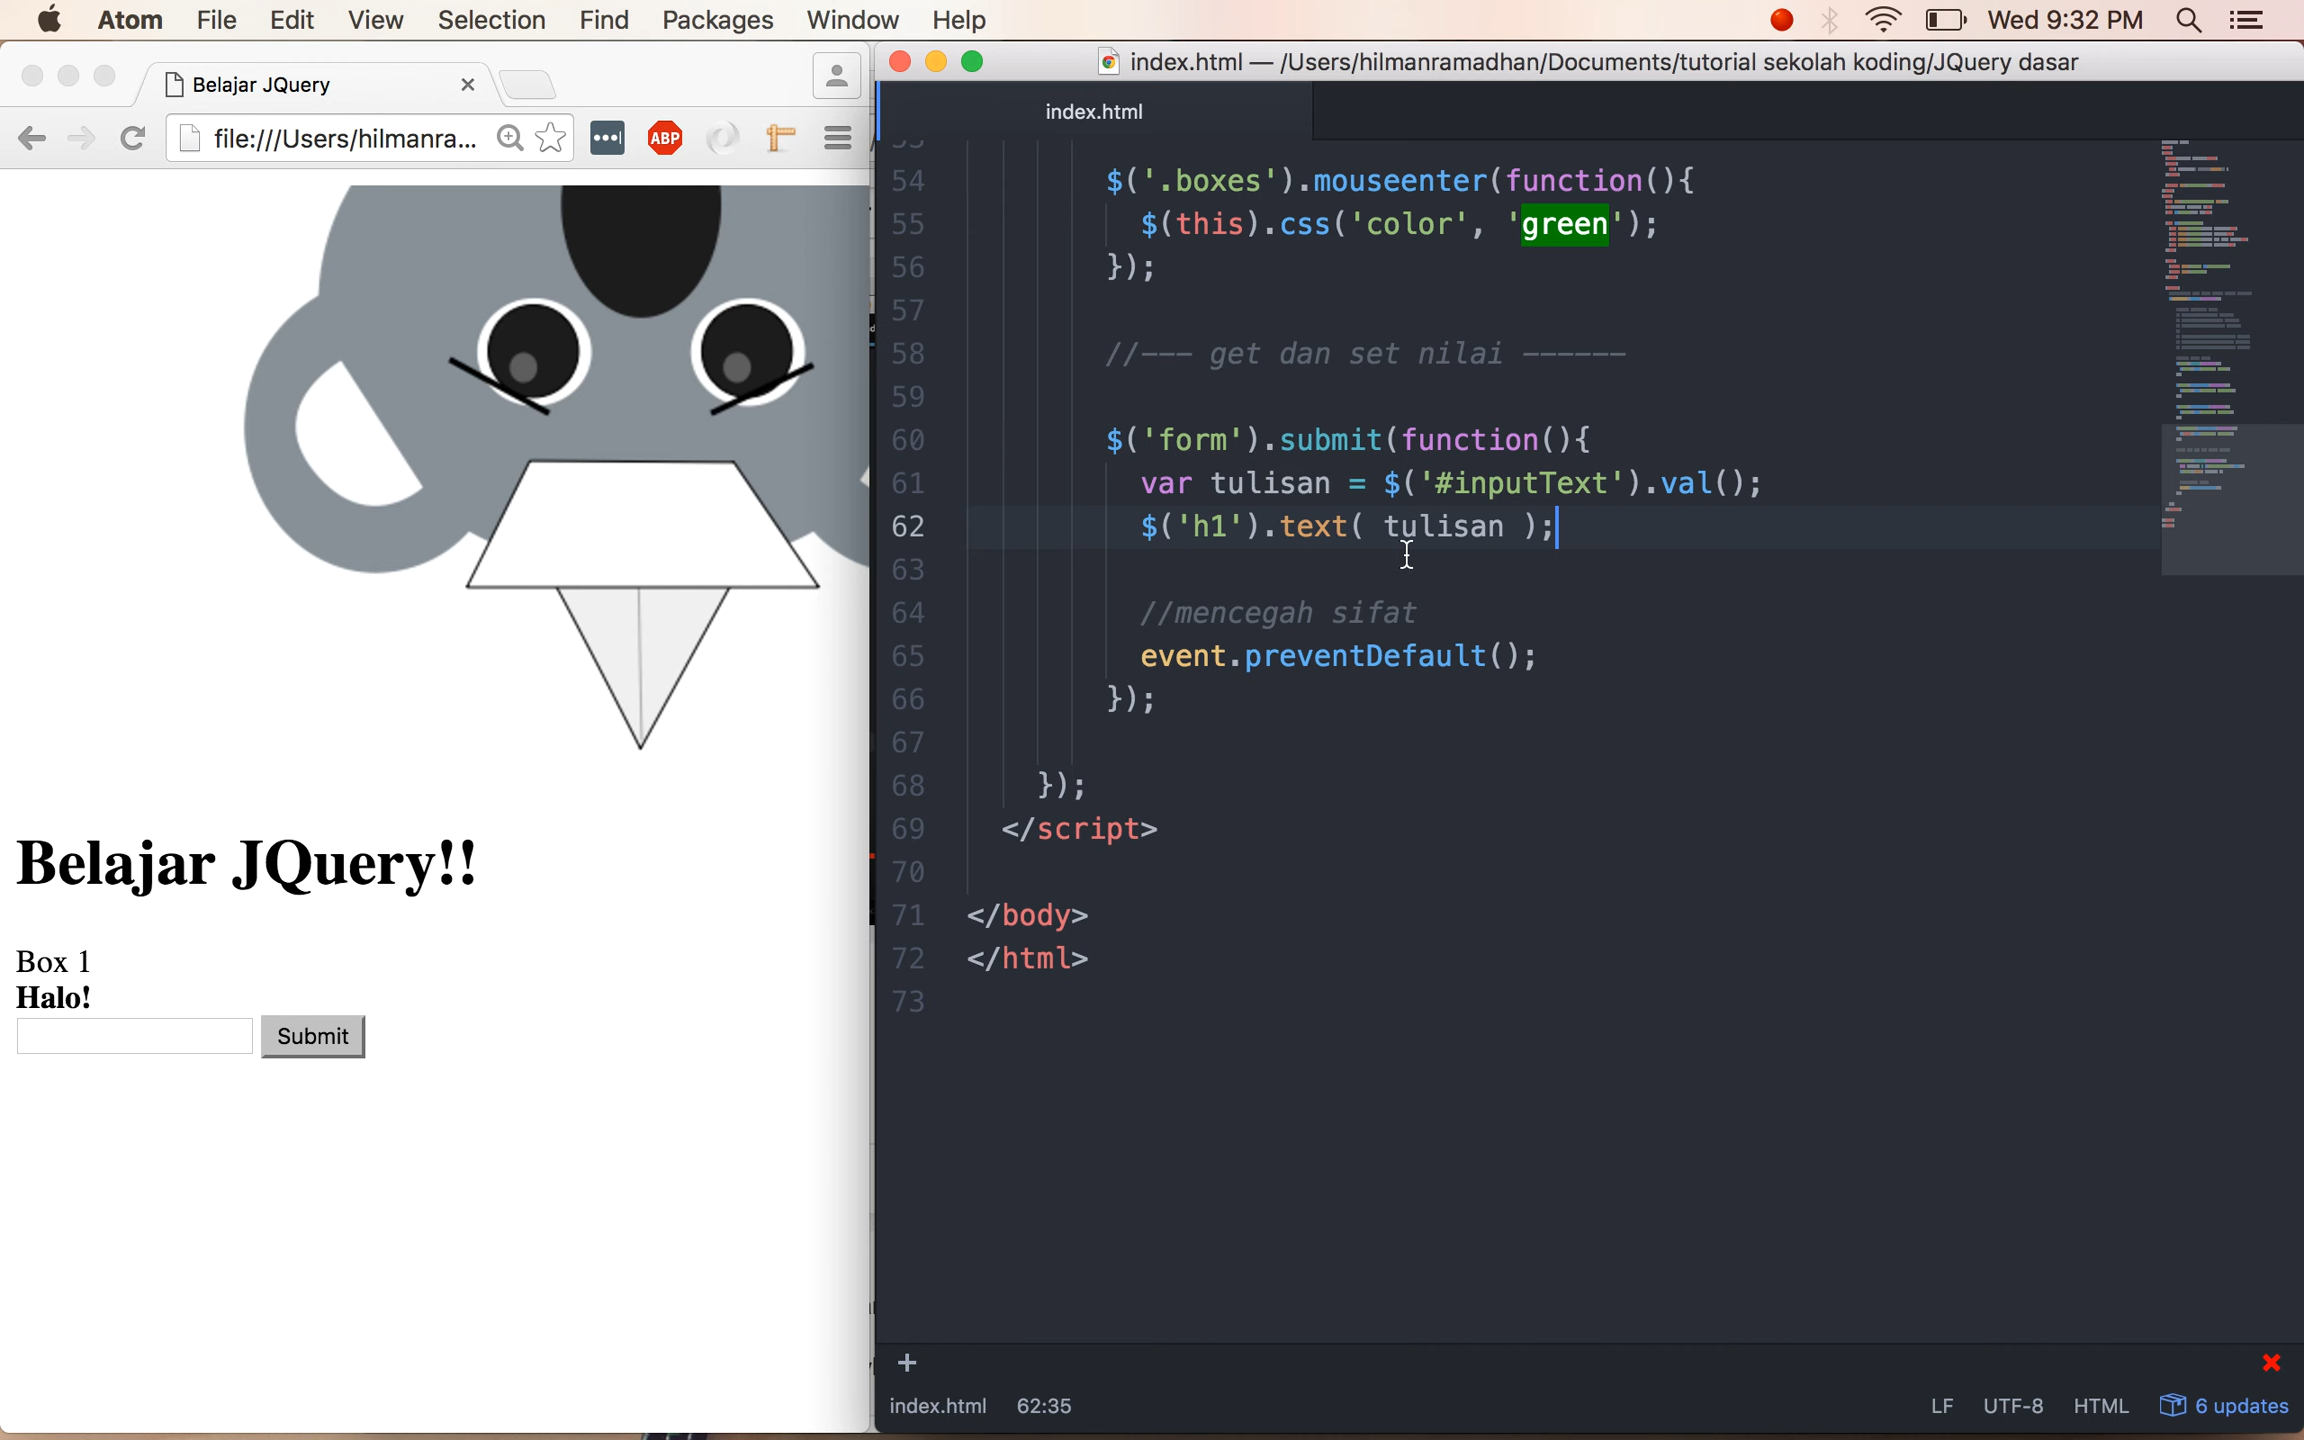 Atom File Edit View Selection Find Packages Window Help Wed 9:32 PM
Belajar JQuery
file:///Users/hilmanra...
ABP
Belajar JQuery!!
Box 1
Halo!
Submit
index.html — /Users/hilmanramadhan/Documents/tutorial sekolah koding/JQuery dasar
index.html
54 $('.boxes').mouseenter(function(){
55 $(this).css('color', 'green');
56 });
57
58 //--- get dan set nilai ------
59
60 $('form').submit(function(){
61 var tulisan = $('#inputText').val();
62 $('h1').text( tulisan );
63
64 //mencegah sifat
65 event.preventDefault();
66 });
67
68 });
69 </script>
70
71 </body>
72 </html>
73
+
index.html 62:35 LF UTF-8 HTML 6 updates